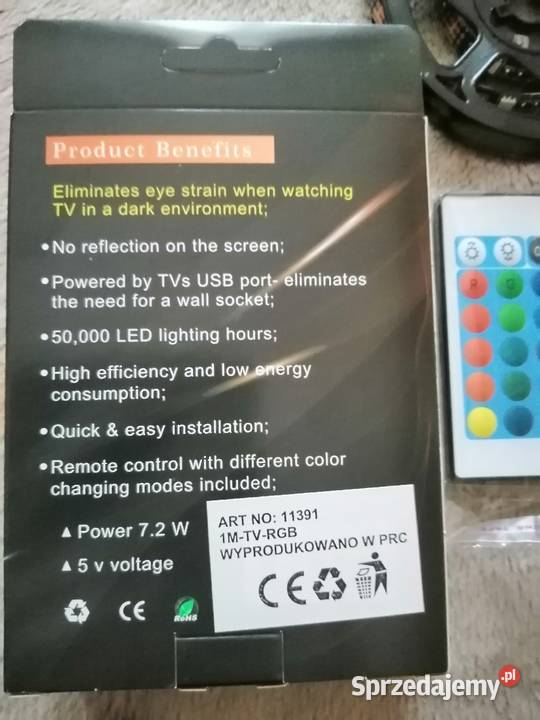 Product Benefits
Eliminates eye strain when watching
TV in a dark environment;
•No reflection on the screen;
•Powered by TVs USB port- eliminates
the need for a wall socket;
•50,000 LED lighting hours;
•High efficiency and low energy
consumption;
•Quick & easy installation;
•Remote control with different color
changing modes included;
▲ Power 7.2 W
▲ 5 v voltage
CE
RoHS
ART NO: 11391
1M-TV-RGB
WYPRODUKOWANO W PRC
CE
R
G
Sprzedajemy.pl